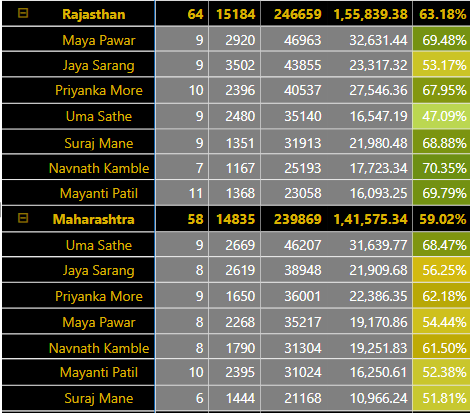 Rajasthan 64 15184 246659 1,55,839.38 63.18%
Maya Pawar 9 2920 46963 32,631.44 69.48%
Jaya Sarang 9 3502 43855 23,317.32 53.17%
Priyanka More 10 2396 40537 27,546.36 67.95%
Uma Sathe 9 2480 35140 16,547.19 47.09%
Suraj Mane 9 1351 31913 21,980.48 68.88%
Navnath Kamble 7 1167 25193 17,723.34 70.35%
Mayanti Patil 11 1368 23058 16,093.25 69.79%
Maharashtra 58 14835 239869 1,41,575.34 59.02%
Uma Sathe 9 2669 46207 31,639.77 68.47%
Jaya Sarang 8 2619 38948 21,909.68 56.25%
Priyanka More 9 1650 36001 22,386.35 62.18%
Maya Pawar 8 2268 35217 19,170.86 54.44%
Navnath Kamble 8 1790 31304 19,251.83 61.50%
Mayanti Patil 10 2395 31024 16,250.61 52.38%
Suraj Mane 6 1444 21168 10,966.24 51.81%